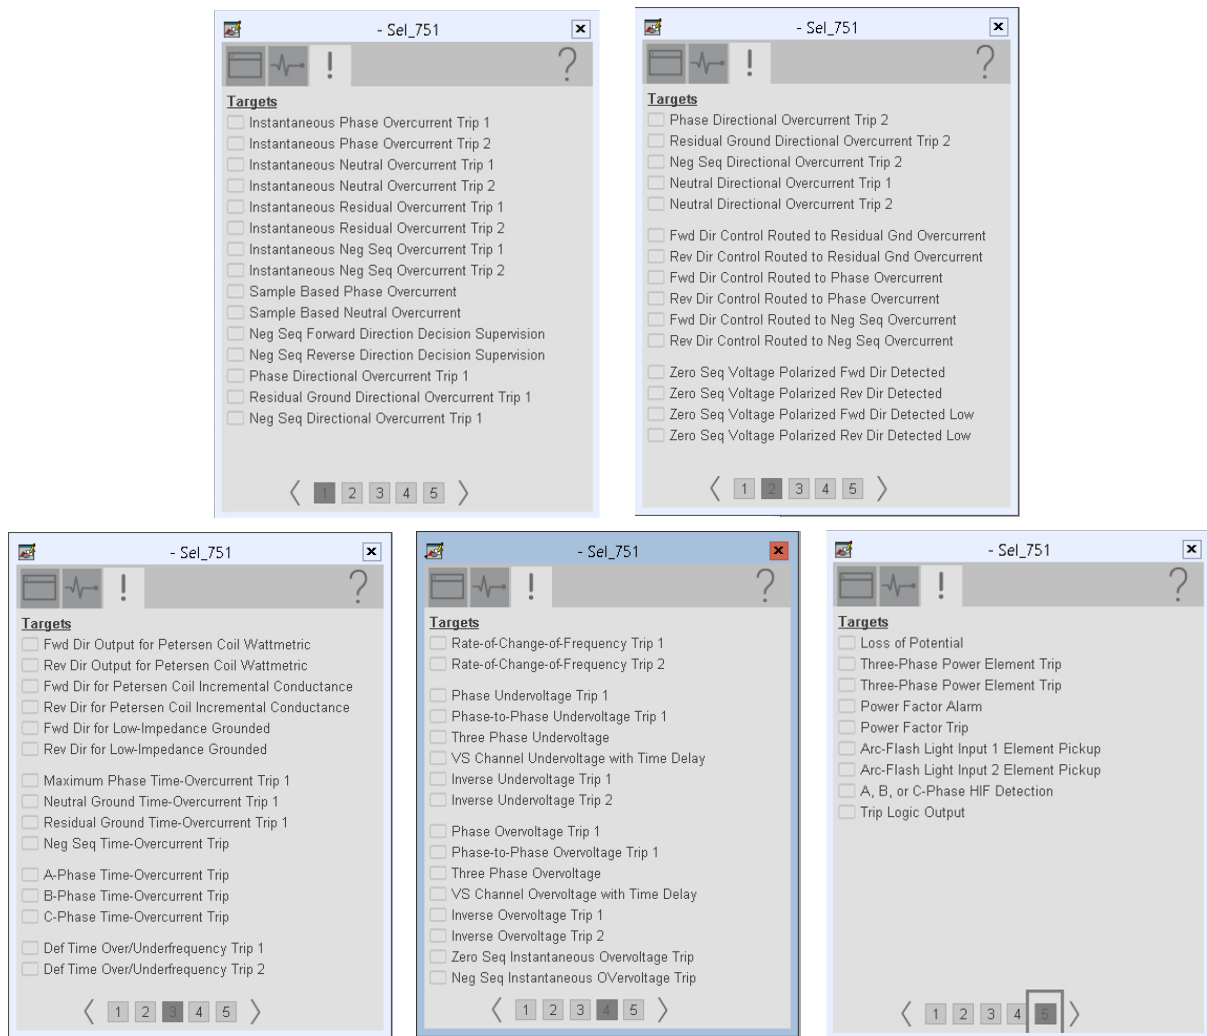 - Sel_751
!
?
Targets
Instantaneous Phase Overcurrent Trip 1
Instantaneous Phase Overcurrent Trip 2
Instantaneous Neutral Overcurrent Trip 1
Instantaneous Neutral Overcurrent Trip 2
Instantaneous Residual Overcurrent Trip 1
Instantaneous Residual Overcurrent Trip 2
Instantaneous Neg Seq Overcurrent Trip 1
Instantaneous Neg Seq Overcurrent Trip 2
Sample Based Phase Overcurrent
Sample Based Neutral Overcurrent
Neg Seq Forward Direction Decision Supervision
Neg Seq Reverse Direction Decision Supervision
Phase Directional Overcurrent Trip 1
Residual Ground Directional Overcurrent Trip 1
Neg Seq Directional Overcurrent Trip 1
1 2 3 4 5
- Sel_751
!
?
Targets
Phase Directional Overcurrent Trip 2
Residual Ground Directional Overcurrent Trip 2
Neg Seq Directional Overcurrent Trip 2
Neutral Directional Overcurrent Trip 1
Neutral Directional Overcurrent Trip 2
Fwd Dir Control Routed to Residual Gnd Overcurrent
Rev Dir Control Routed to Residual Gnd Overcurrent
Fwd Dir Control Routed to Phase Overcurrent
Rev Dir Control Routed to Phase Overcurrent
Fwd Dir Control Routed to Neg Seq Overcurrent
Rev Dir Control Routed to Neg Seq Overcurrent
Zero Seq Voltage Polarized Fwd Dir Detected
Zero Seq Voltage Polarized Rev Dir Detected
Zero Seq Voltage Polarized Fwd Dir Detected Low
Zero Seq Voltage Polarized Rev Dir Detected Low
1 2 3 4 5
- Sel_751
!
?
Targets
Fwd Dir Output for Petersen Coil Wattmetric
Rev Dir Output for Petersen Coil Wattmetric
Fwd Dir for Petersen Coil Incremental Conductance
Rev Dir for Petersen Coil Incremental Conductance
Fwd Dir for Low-Impedance Grounded
Rev Dir for Low-Impedance Grounded
Maximum Phase Time-Overcurrent Trip 1
Neutral Ground Time-Overcurrent Trip 1
Residual Ground Time-Overcurrent Trip 1
Neg Seq Time-Overcurrent Trip
A-Phase Time-Overcurrent Trip
B-Phase Time-Overcurrent Trip
C-Phase Time-Overcurrent Trip
Def Time Over/Underfrequency Trip 1
Def Time Over/Underfrequency Trip 2
1 2 3 4 5
- Sel_751
!
?
Targets
Rate-of-Change-of-Frequency Trip 1
Rate-of-Change-of-Frequency Trip 2
Phase Undervoltage Trip 1
Phase-to-Phase Undervoltage Trip 1
Three Phase Undervoltage
VS Channel Undervoltage with Time Delay
Inverse Undervoltage Trip 1
Inverse Undervoltage Trip 2
Phase Overvoltage Trip 1
Phase-to-Phase Overvoltage Trip 1
Three Phase Overvoltage
VS Channel Overvoltage with Time Delay
Inverse Overvoltage Trip 1
Inverse Overvoltage Trip 2
Zero Seq Instantaneous Overvoltage Trip
Neg Seq Instantaneous OVervoltage Trip
1 2 3 4 5
- Sel_751
!
?
Targets
Loss of Potential
Three-Phase Power Element Trip
Three-Phase Power Element Trip
Power Factor Alarm
Power Factor Trip
Arc-Flash Light Input 1 Element Pickup
Arc-Flash Light Input 2 Element Pickup
A, B, or C-Phase HIF Detection
Trip Logic Output
1 2 3 4 5